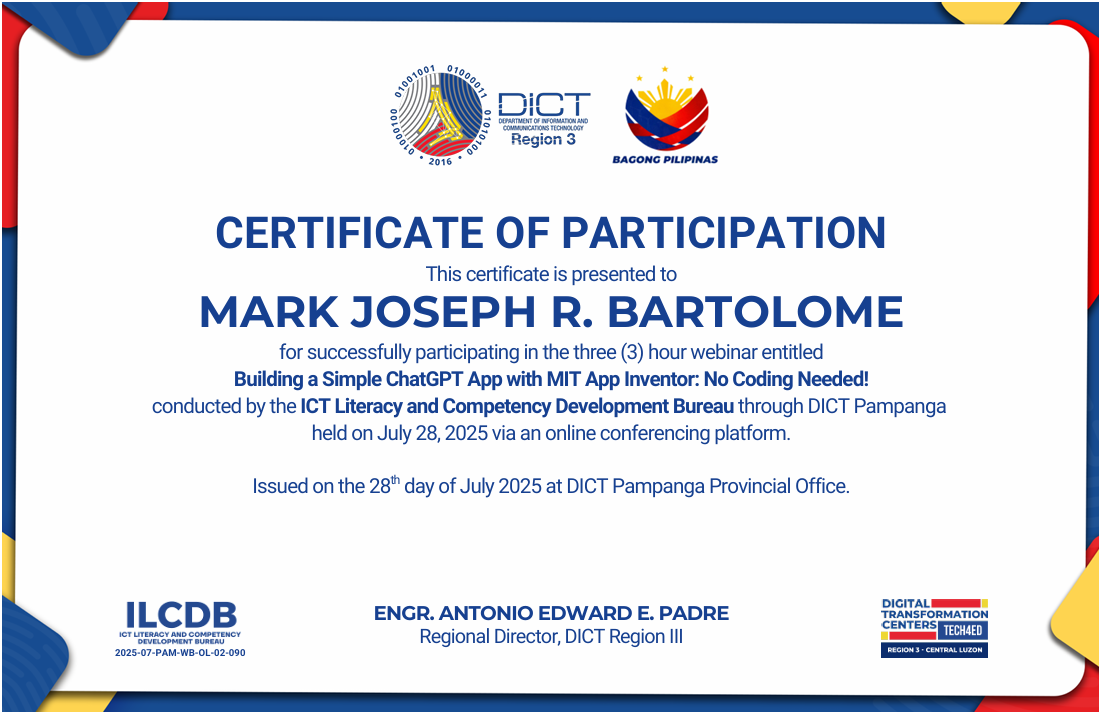 01001001 01000011
01000100
01010100
• 2016 •
DICT
DEPARTMENT OF INFORMATION AND
COMMUNICATIONS TECHNOLOGY
Region 3
BAGONG PILIPINAS
CERTIFICATE OF PARTICIPATION
This certificate is presented to
MARK JOSEPH R. BARTOLOME
for successfully participating in the three (3) hour webinar entitled
Building a Simple ChatGPT App with MIT App Inventor: No Coding Needed!
conducted by the ICT Literacy and Competency Development Bureau through DICT Pampanga
held on July 28, 2025 via an online conferencing platform.
Issued on the 28th day of July 2025 at DICT Pampanga Provincial Office.
ILCDB
ICT LITERACY AND COMPETENCY
DEVELOPMENT BUREAU
2025-07-PAM-WB-OL-02-090
ENGR. ANTONIO EDWARD E. PADRE
Regional Director, DICT Region III
DIGITAL
TRANSFORMATION
CENTERS TECH4ED
REGION 3 - CENTRAL LUZON